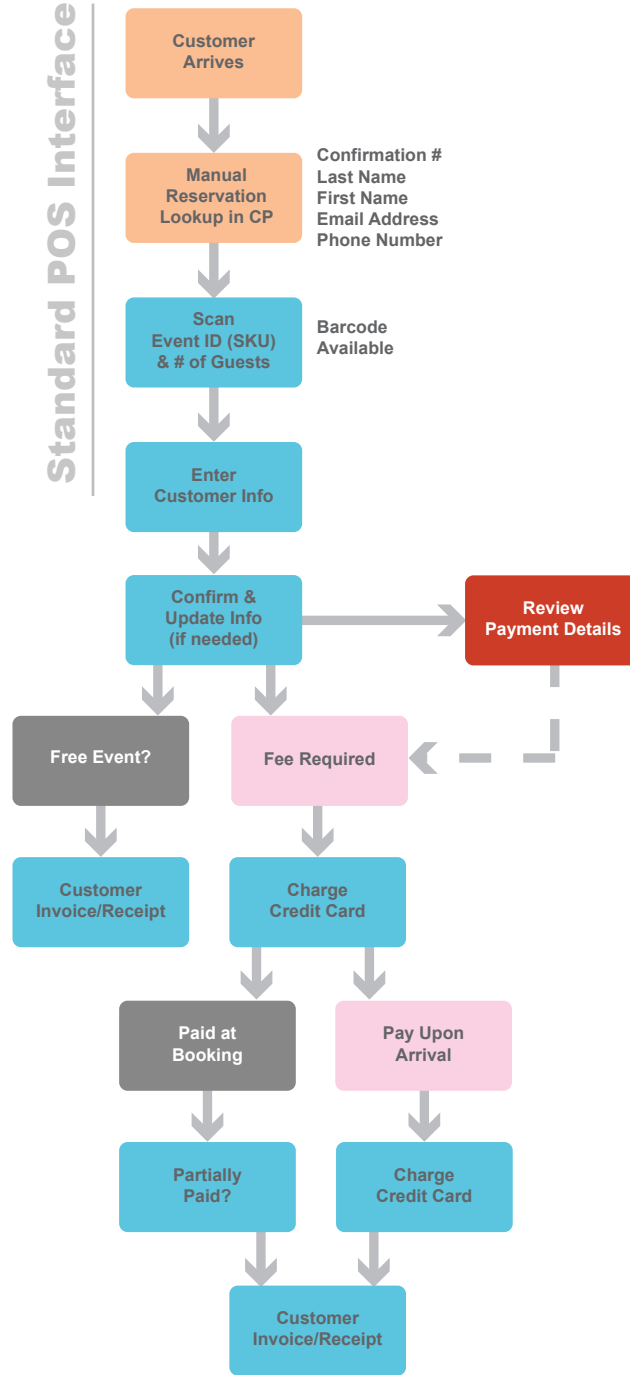 Standard POS Interface
Customer
Arrives
Manual
Reservation
Lookup in CP
Confirmation #
Last Name
First Name
Email Address
Phone Number
Scan
Event ID (SKU)
& # of Guests
Barcode
Available
Enter
Customer Info
Confirm &
Update Info
(if needed)
Review
Payment Details
Free Event?
Fee Required
Customer
Invoice/Receipt
Charge
Credit Card
Paid at
Booking
Pay Upon
Arrival
Partially
Paid?
Charge
Credit Card
Customer
Invoice/Receipt